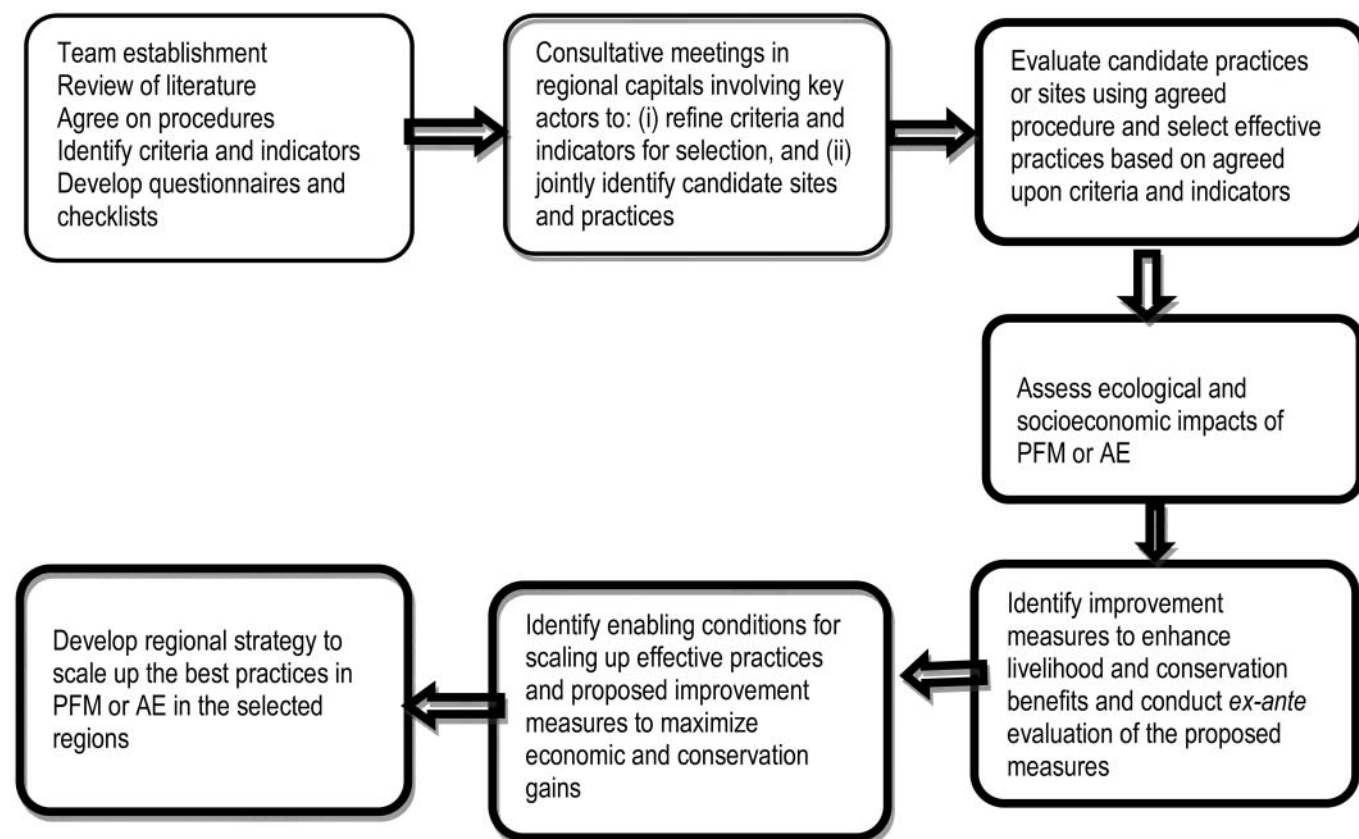 Team establishment
Review of literature
Agree on procedures
Identify criteria and indicators
Develop questionnaires and
checklists
Consultative meetings in
regional capitals involving key
actors to: (i) refine criteria and
indicators for selection, and (ii)
jointly identify candidate sites
and practices
Evaluate candidate practices
or sites using agreed
procedure and select effective
practices based on agreed
upon criteria and indicators
Assess ecological and
socioeconomic impacts of
PFM or AE
Identify improvement
measures to enhance
livelihood and conservation
benefits and conduct ex-ante
evaluation of the proposed
measures
Identify enabling conditions for
scaling up effective practices
and proposed improvement
measures to maximize
economic and conservation
gains
Develop regional strategy to
scale up the best practices in
PFM or AE in the selected
regions